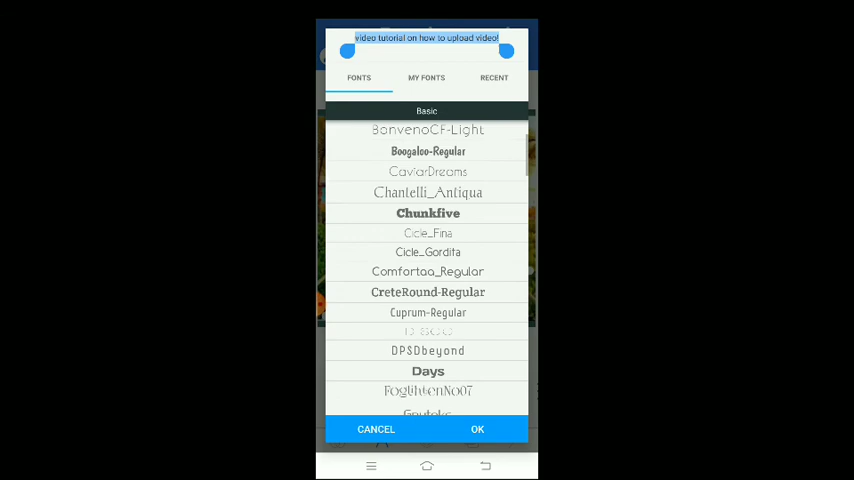 video tutorial on how to upload video!
FONTS
MY FONTS
RECENT
Basic
BonvenoCF-Light
Boogaloo-Regular
CaviarDreams
Chantelli_Antiqua
Chunkfive
Cicle_Fina
Cicle_Gordita
Comfortaa_Regular
CreteRound-Regular
Cuprum-Regular
DPSDbeyond
Days
FoglihtenNo07
CANCEL
OK